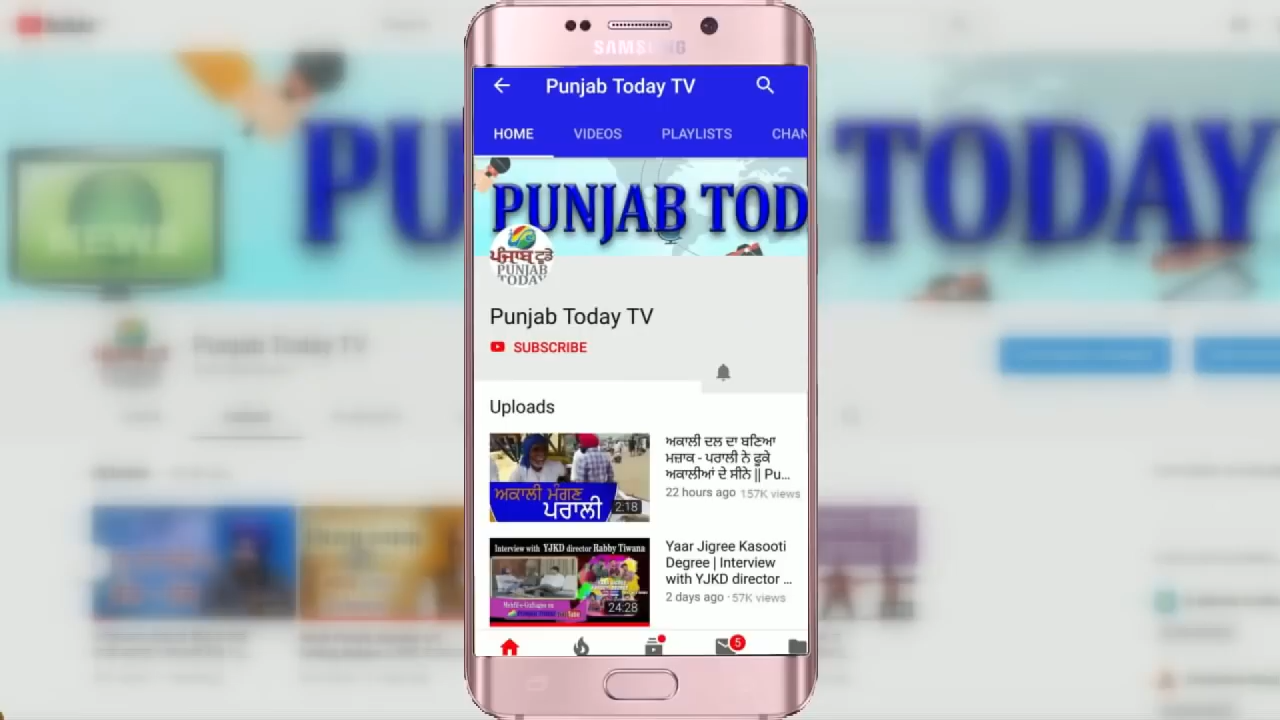 SAMSUNG
Punjab Today TV
HOME VIDEOS PLAYLISTS CHAN
PUNJAB TOD
ਪੰਜਾਬ ਟੂਡੇ
PUNJAB
TODAY
Punjab Today TV
SUBSCRIBE
Uploads
ਅਕਾਲੀ ਮੰਗਣ
ਪਰਾਲੀ
2:18
ਅਕਾਲੀ ਦਲ ਦਾ ਬਣਿਆ
ਮਜ਼ਾਕ - ਪਰਾਲੀ ਨੇ ਫੂਕੇ
ਅਕਾਲੀਆਂ ਦੇ ਸੀਨੇ || Pu...
22 hours ago 157K views
Interview with YJKD director Rabby Tiwana
24:28
Yaar Jigree Kasooti
Degree | Interview
with YJKD director ...
2 days ago · 57K views
5
PU
TODAY
Punjab Today TV